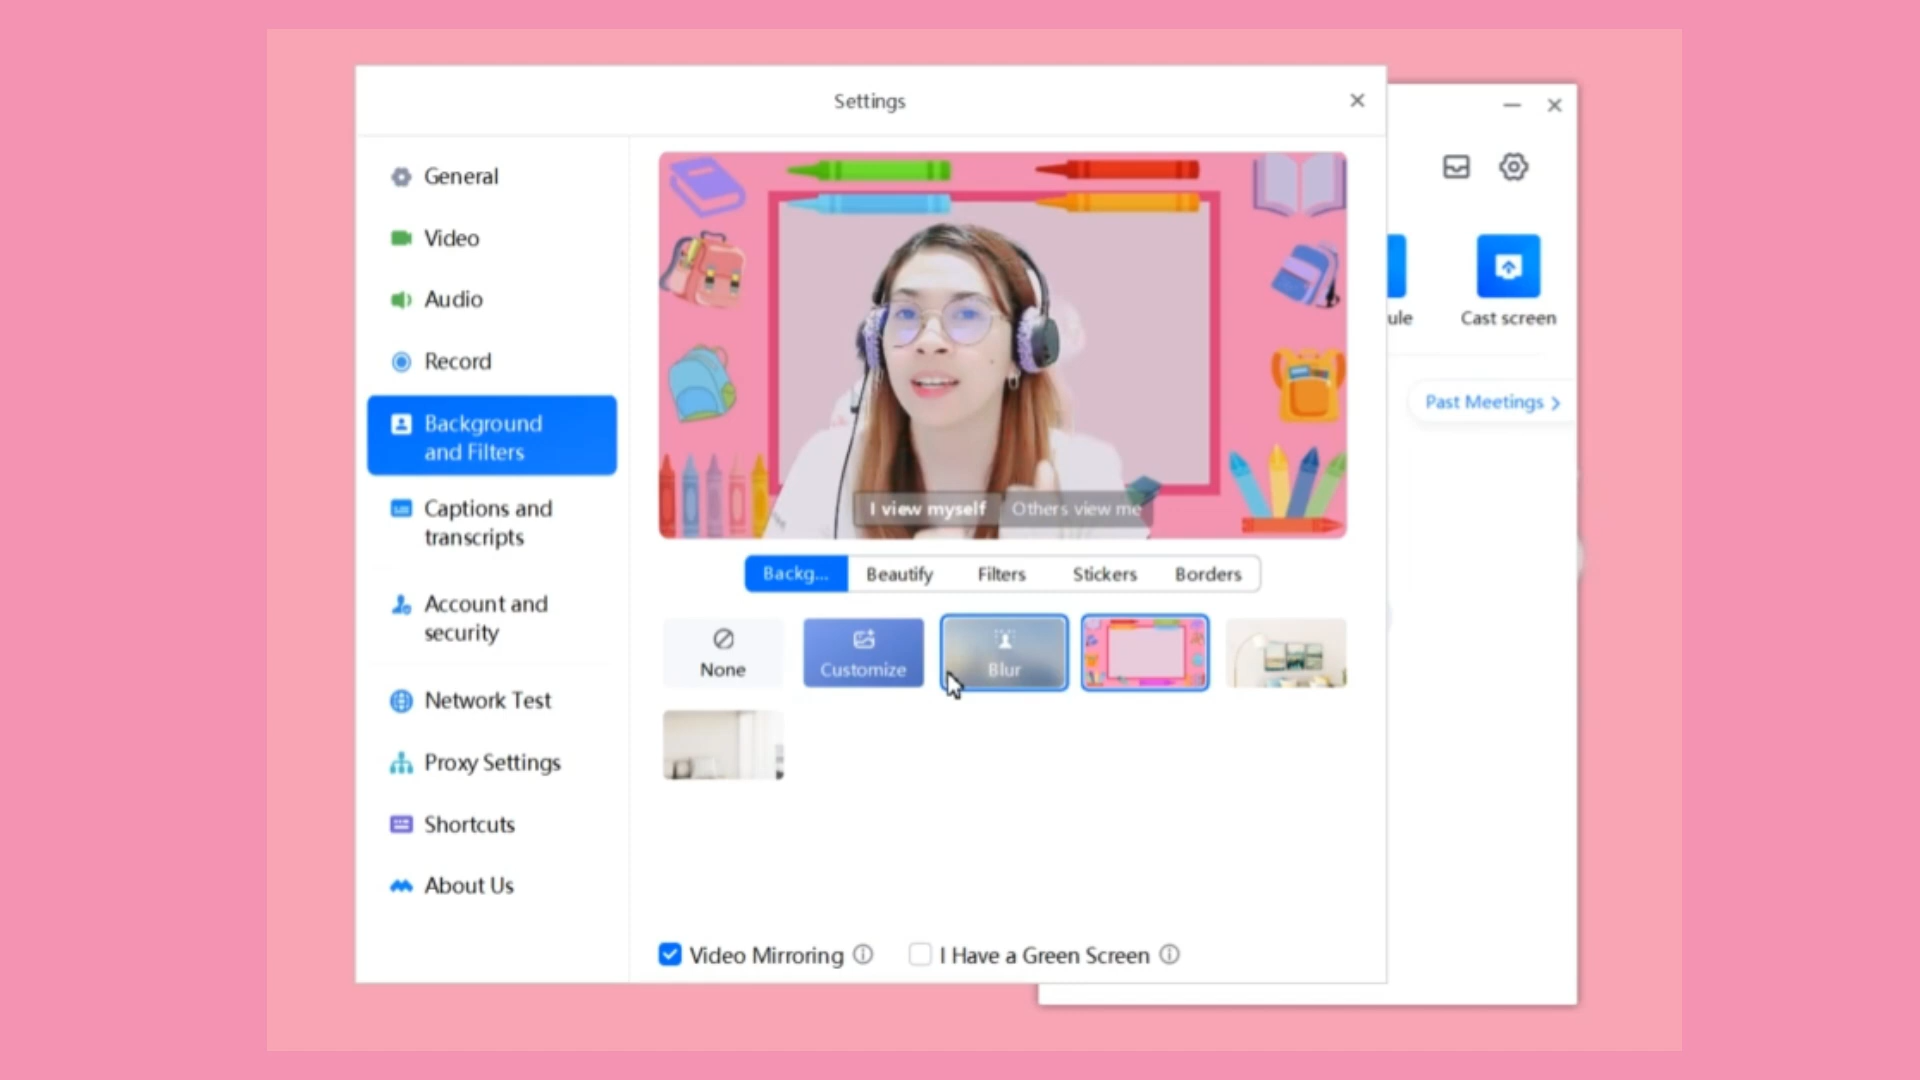 Settings
General
Video
Audio
Record
Background
and Filters
Captions and
transcripts
Account and
security
Network Test
Proxy Settings
Shortcuts
About Us
I view myself
Others view me
Backg...
Beautify
Filters
Stickers
Borders
None
Customize
Blur
Video Mirroring
I Have a Green Screen
ule
Cast screen
Past Meetings